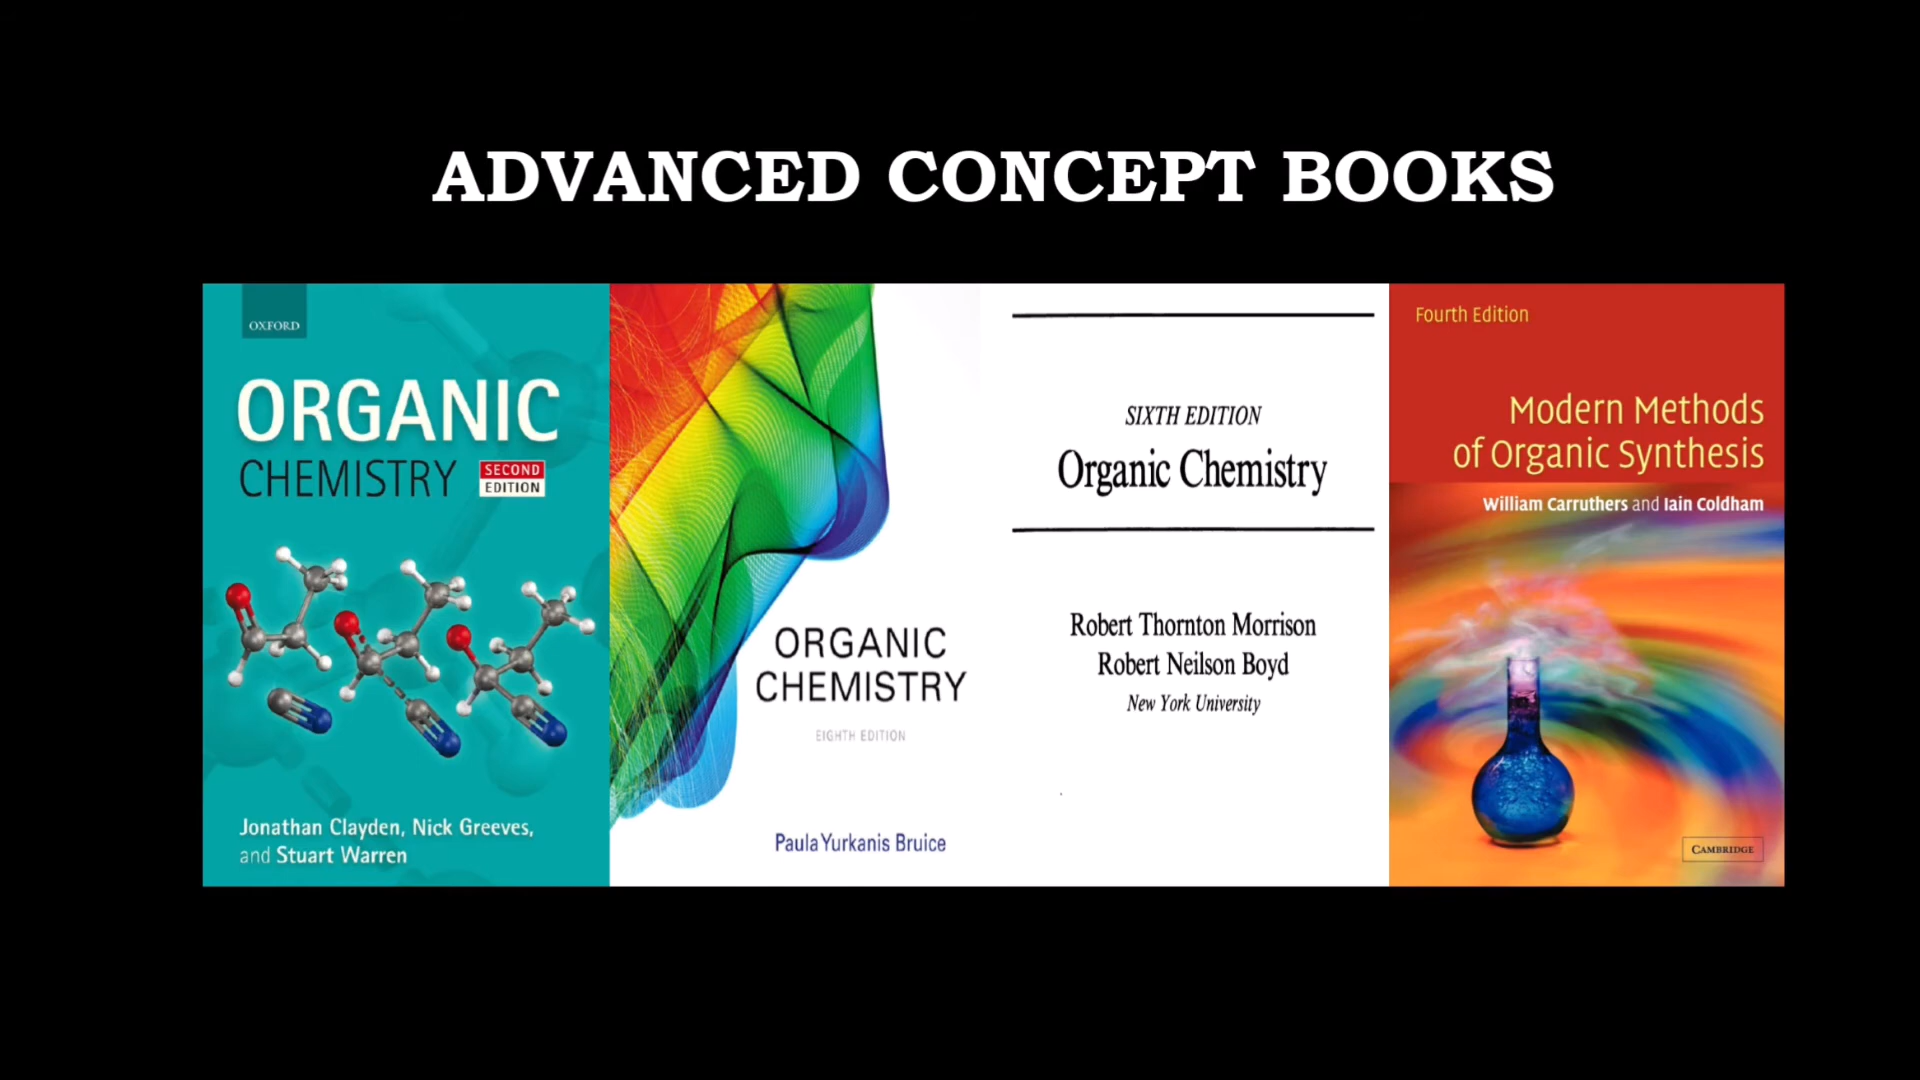 ADVANCED CONCEPT BOOKS
OXFORD
ORGANIC
CHEMISTRY
SECOND
EDITION
Jonathan Clayden, Nick Greeves,
and Stuart Warren
ORGANIC
CHEMISTRY
EIGHTH EDITION
Paula Yurkanis Bruice
SIXTH EDITION
Organic Chemistry
Robert Thornton Morrison
Robert Neilson Boyd
New York University
Fourth Edition
Modern Methods
of Organic Synthesis
William Carruthers and Iain Coldham
CAMBRIDGE